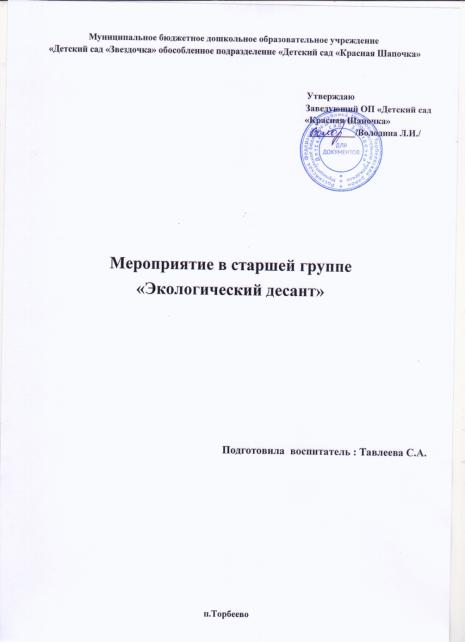 Муниципальное бюджетное дошкольное образовательное учреждение
«Детский сад «Звездочка» обособленное подразделение «Детский сад «Красная Шапочка»
Утверждаю
Заведующий ОП «Детский сад
«Красная Шапочка»
/Володина Л.И./
ДЛЯ
ДОКУМЕНТОВ
Мероприятие в старшей группе
«Экологический десант»
Подготовила воспитатель : Тавлеева С.А.
п.Торбеево